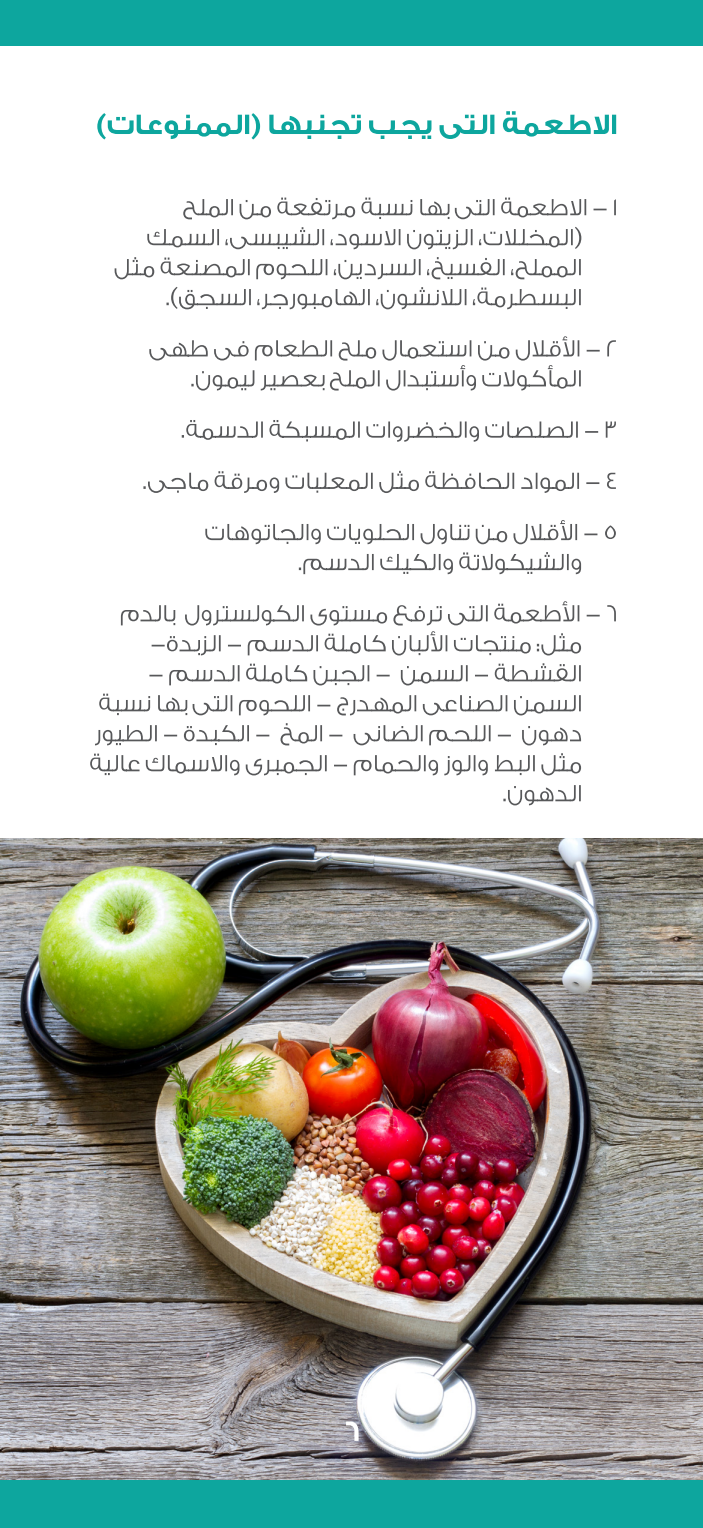 الاطعمة التى يجب تجنبها (الممنوعات)
١ – الاطعمة التى بها نسبة مرتفعة من الملح
(المخللات، الزيتون الاسود، الشيبسى، السمك
المملح، الفسيخ، السردين، اللحوم المصنعة مثل
البسطرمة، اللانشون، الهامبورجر، السجق).
٢ – الأقلال من استعمال ملح الطعام فى طهى
المأكولات وأستبدال الملح بعصير ليمون.
٣ – الصلصات والخضروات المسبكة الدسمة.
٤ – المواد الحافظة مثل المعلبات ومرقة ماجى.
٥ – الأقلال من تناول الحلويات والجاتوهات
والشيكولاتة والكيك الدسم.
٦ – الأطعمة التى ترفع مستوى الكولسترول بالدم
مثل: منتجات الألبان كاملة الدسم – الزبدة–
القشطة – السمن – الجبن كاملة الدسم –
السمن الصناعى المهدرج – اللحوم التى بها نسبة
دهون – اللحم الضانى – المخ – الكبدة – الطيور
مثل البط والوز والحمام – الجمبرى والاسماك عالية
الدهون.
٦